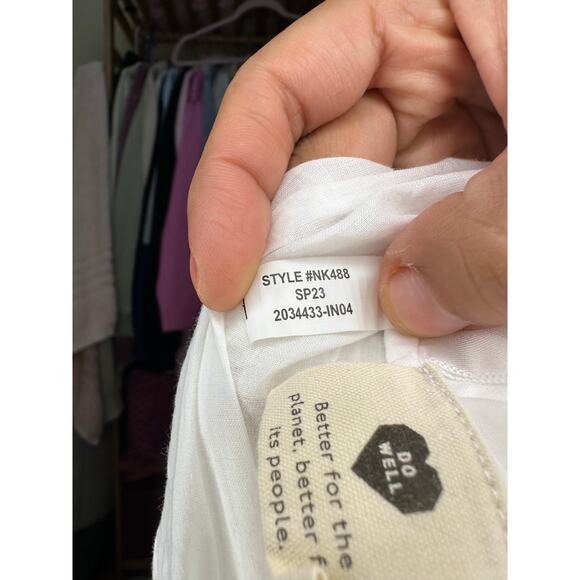 STYLE #NK488
SP23
2034433-IN04
DO
WELL
Better for the
planet, better f
its people.